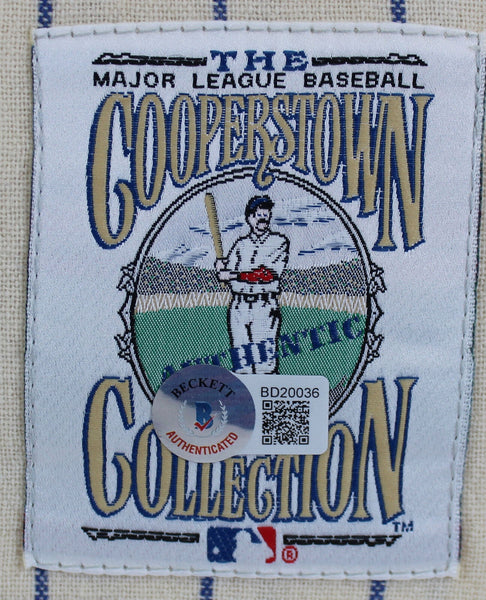 THE
MAJOR LEAGUE BASEBALL
COOPERSTOWN
AUTHENTIC
BECKETT
B
AUTHENTICATED
BD20036
COLLECTION
TM
®